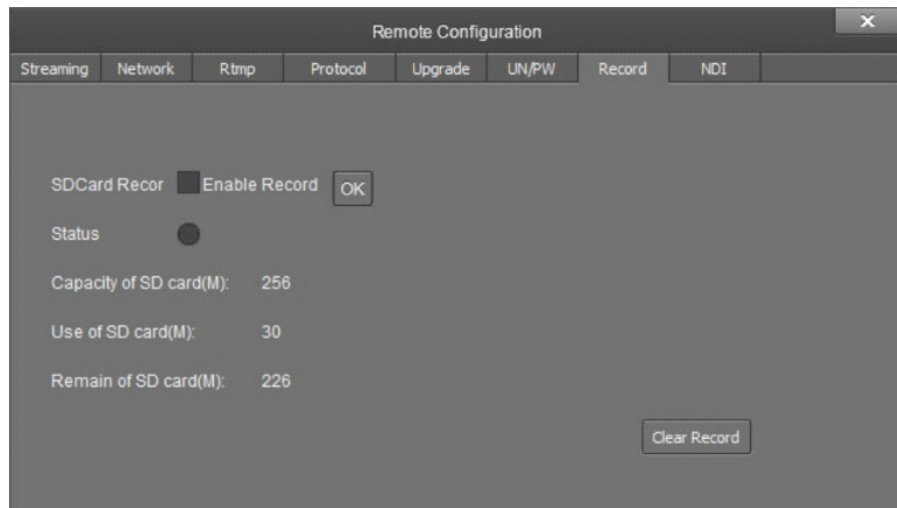 Remote Configuration
X
Streaming Network Rtmp Protocol Upgrade UN/PW Record NDI
SDCard Recor Enable Record OK
Status
Capacity of SD card(M): 256
Use of SD card(M): 30
Remain of SD card(M): 226
Clear Record